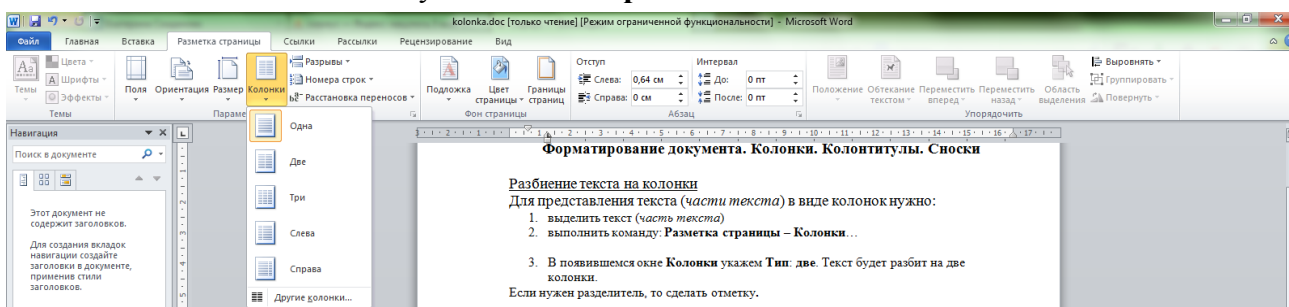 kolonka.doc [только чтение] [Режим ограниченной функциональности] - Microsoft Word
Файл Главная Вставка Разметка страницы Ссылки Рассылки Рецензирование Вид
Темы Цвета Шрифты Эффекты Поля Ориентация Размер Колонки Разрывы Номера строк Расстановка переносов Подложка Цвет страницы Границы страниц
Отступ Интервал
Слева: 0,64 см До: 0 пт
Справа: 0 см После: 0 пт
Положение Обтекание текстом Переместить вперед Переместить назад Область выделения Выровнять Группировать Повернуть
Темы Параме Фон страницы Абзац Упорядочить
Навигация
Поиск в документе
Этот документ не
содержит заголовков.
Для создания вкладок
навигации создайте
заголовки в документе,
применив стили
заголовков.
Одна
Две
Три
Слева
Справа
Другие колонки...
Форматирование документа. Колонки. Колонтитулы. Сноски
Разбиение текста на колонки
Для представления текста (части текста) в виде колонок нужно:
1. выделить текст (часть текста)
2. выполнить команду: Разметка страницы – Колонки…
3. В появившемся окне Колонки укажем Тип: две. Текст будет разбит на две
колонки.
Если нужен разделитель, то сделать отметку.